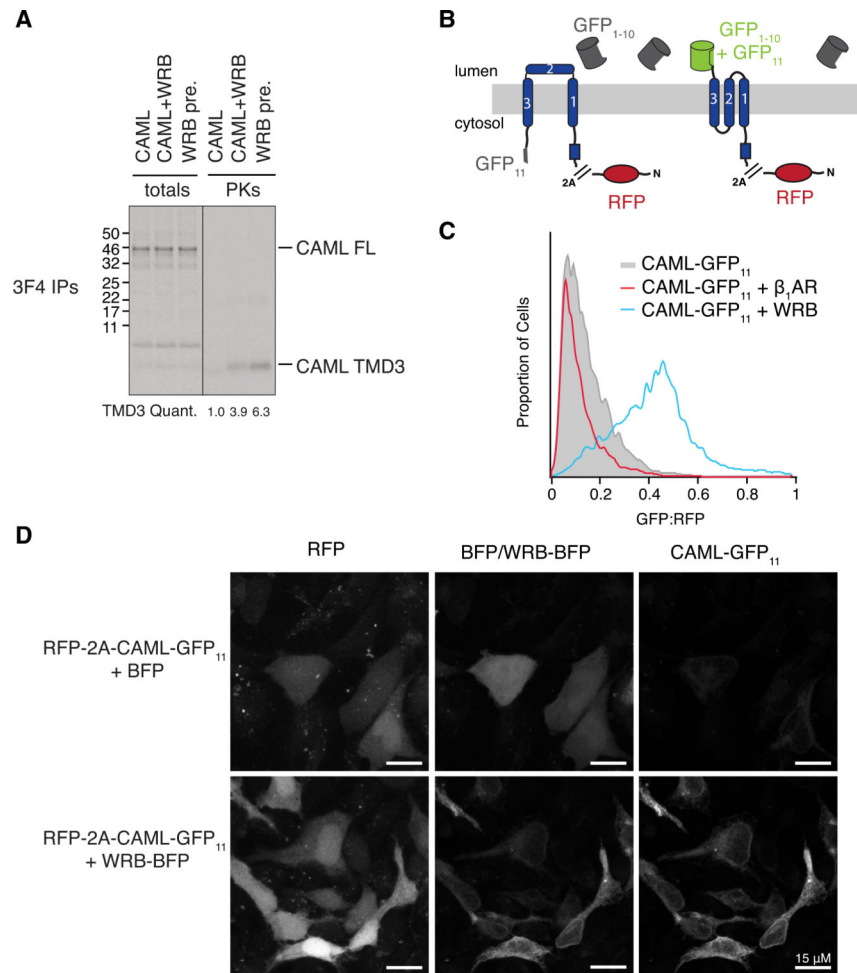 A
CAML
CAML+WRB
WRB pre.
CAML
CAML+WRB
WRB pre.
totals
PKs
50
46
32
25
22
17
11
3F4 IPs
CAML FL
CAML TMD3
TMD3 Quant. 1.0 3.9 6.3
B
GFP1-10
GFP1-10
+ GFP11
lumen
cytosol
2
3
1
3
2
1
GFP11
2A
N
RFP
2A
N
RFP
C
CAML-GFP11
CAML-GFP11 + β1AR
CAML-GFP11 + WRB
Proportion of Cells
0 0.2 0.4 0.6 0.8 1
GFP:RFP
D
RFP
BFP/WRB-BFP
CAML-GFP11
RFP-2A-CAML-GFP11
+ BFP
RFP-2A-CAML-GFP11
+ WRB-BFP
15 µM